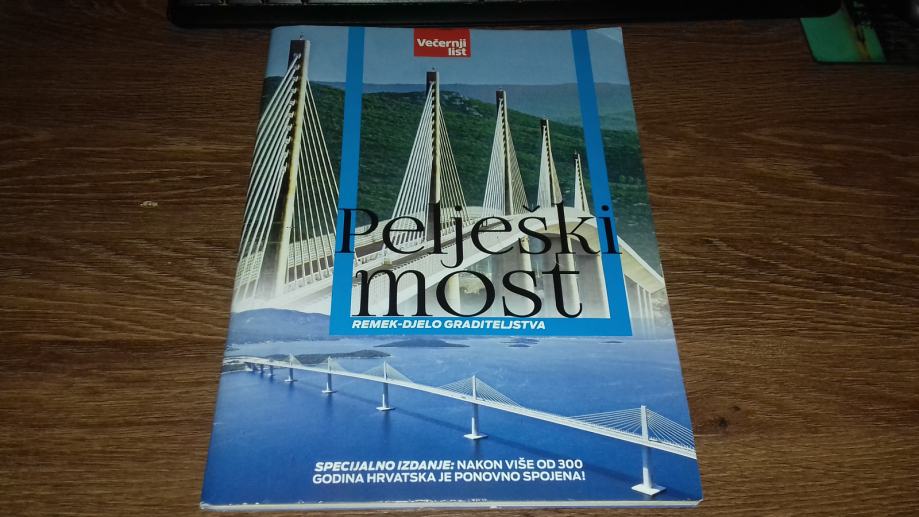 Večernji
list
Pelješki
most
REMEK-DJELO GRADITELJSTVA
SPECIJALNO IZDANJE: NAKON VIŠE OD 300
GODINA HRVATSKA JE PONOVNO SPOJENA!